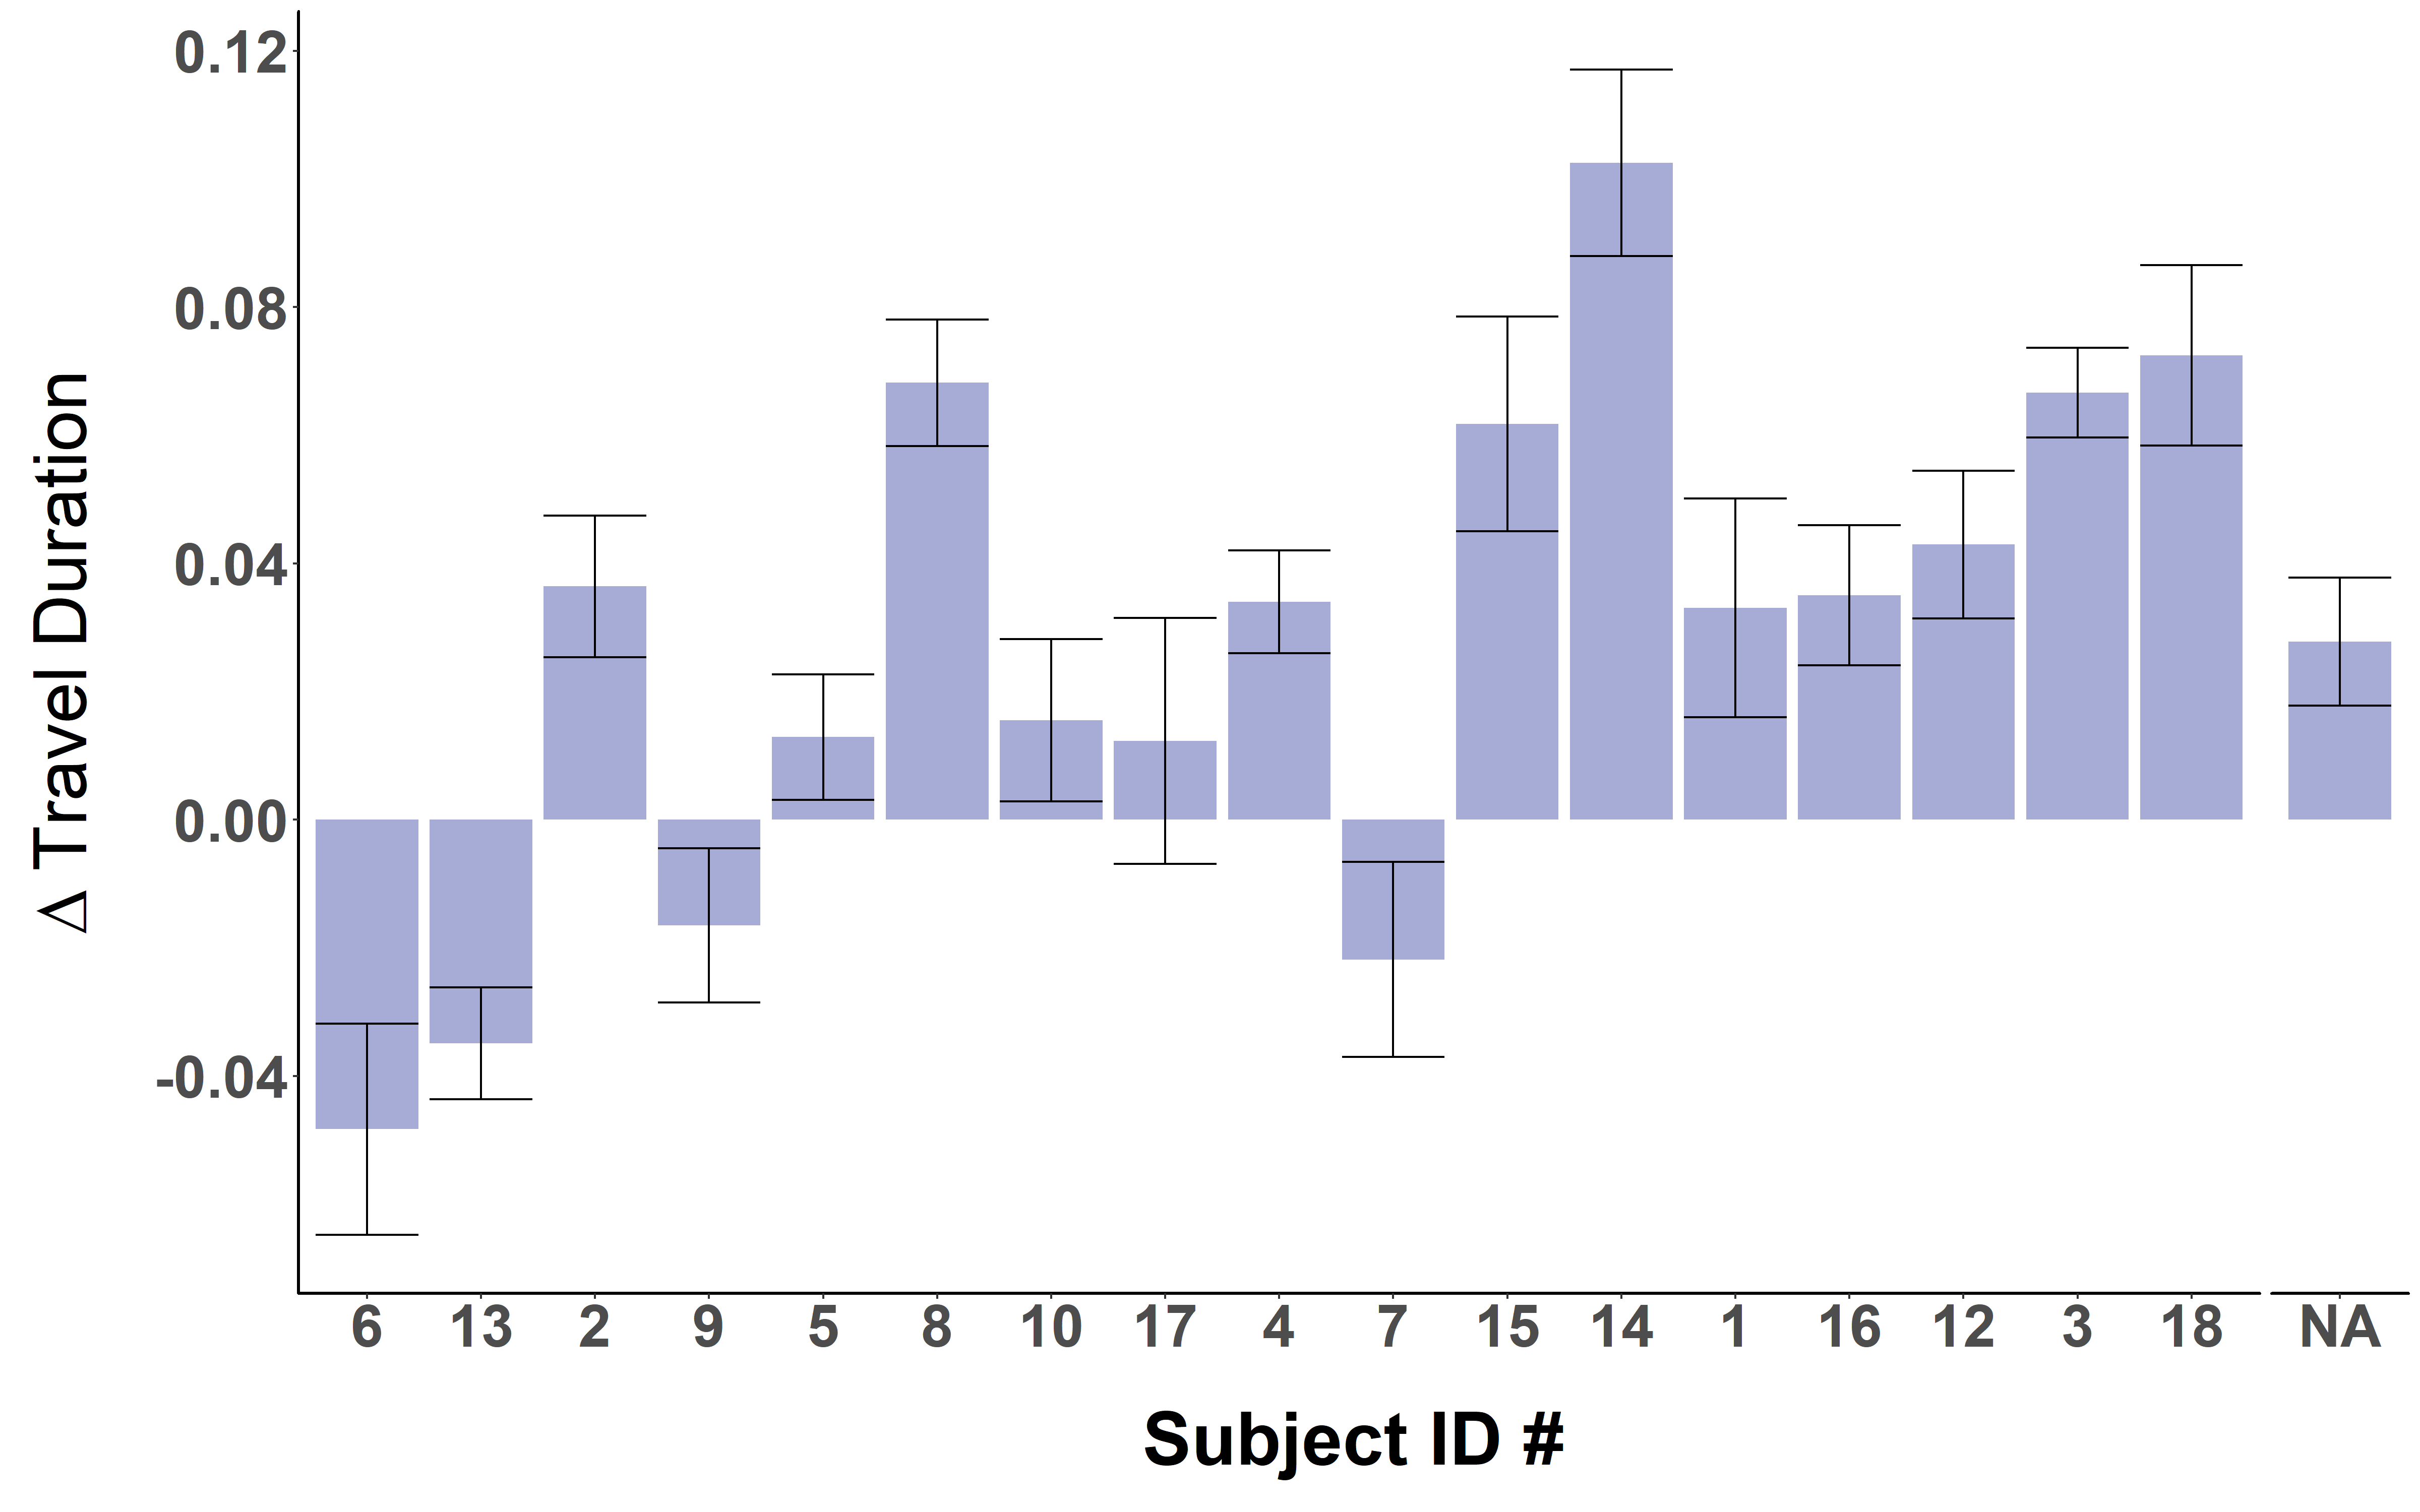 Δ Travel Duration
0.12
0.08
0.04
0.00
-0.04
6 13 2 9 5 8 10 17 4 7 15 14 1 16 12 3 18 NA
Subject ID #